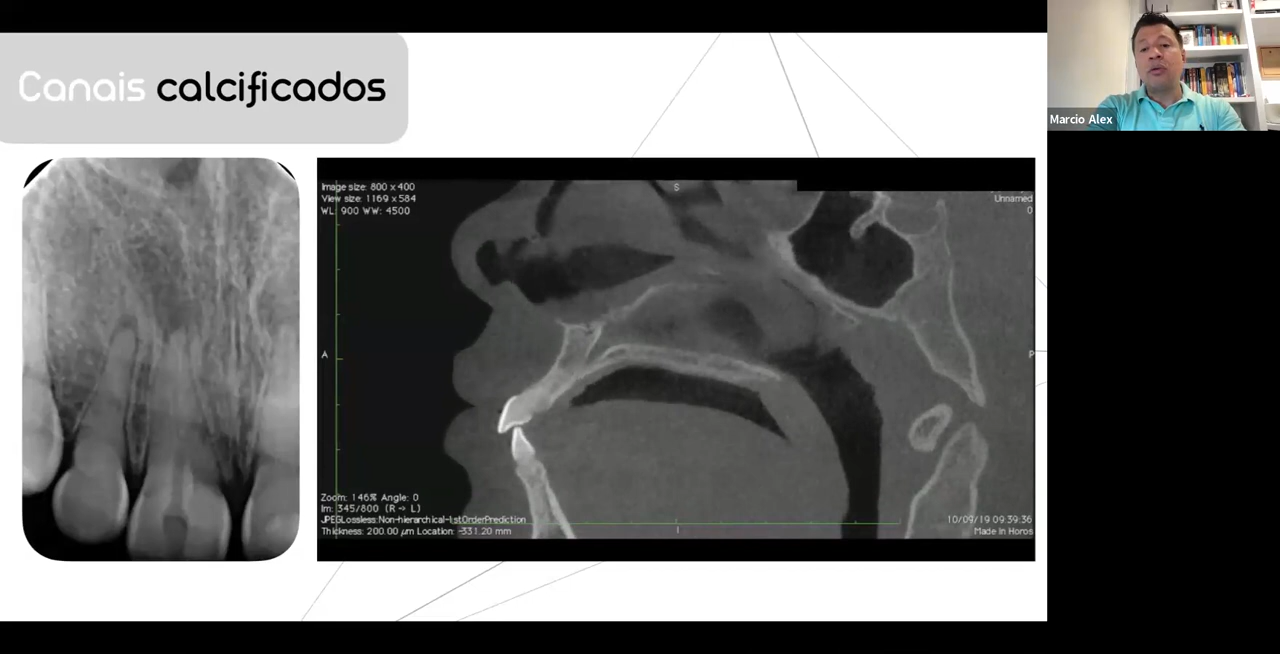 Canais calcificados
Marcio Alex
Image size: 800 x 400
View size: 1169 x 584
WL: 900 WW: 4500
S
Unnamed
0
A
P
Zoom: 146% Angle: 0
Im: 345/800 (R -> L)
JPEGLossless:Non-hierarchical-1stOrderPrediction
Thickness: 200.00 µm Location: -331.20 mm
I
10/09/19 09:39:36
Made In Horos